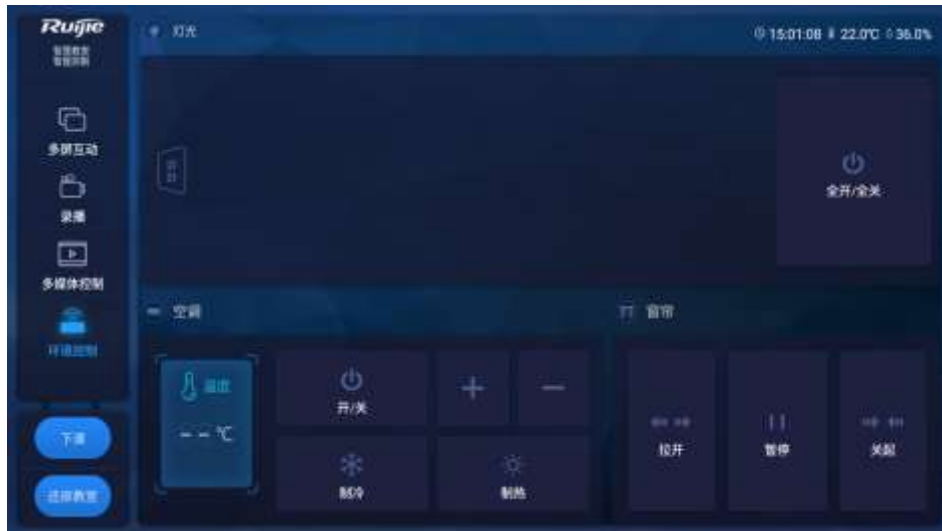 Ruijie
多屏互动
录播
多媒体控制
环境控制
下课
灯光
15:01:08 22.0℃ 36.0%
全开/全关
空调
温度
--℃
开/关
+
-
制冷
制热
窗帘
拉开
暂停
关起